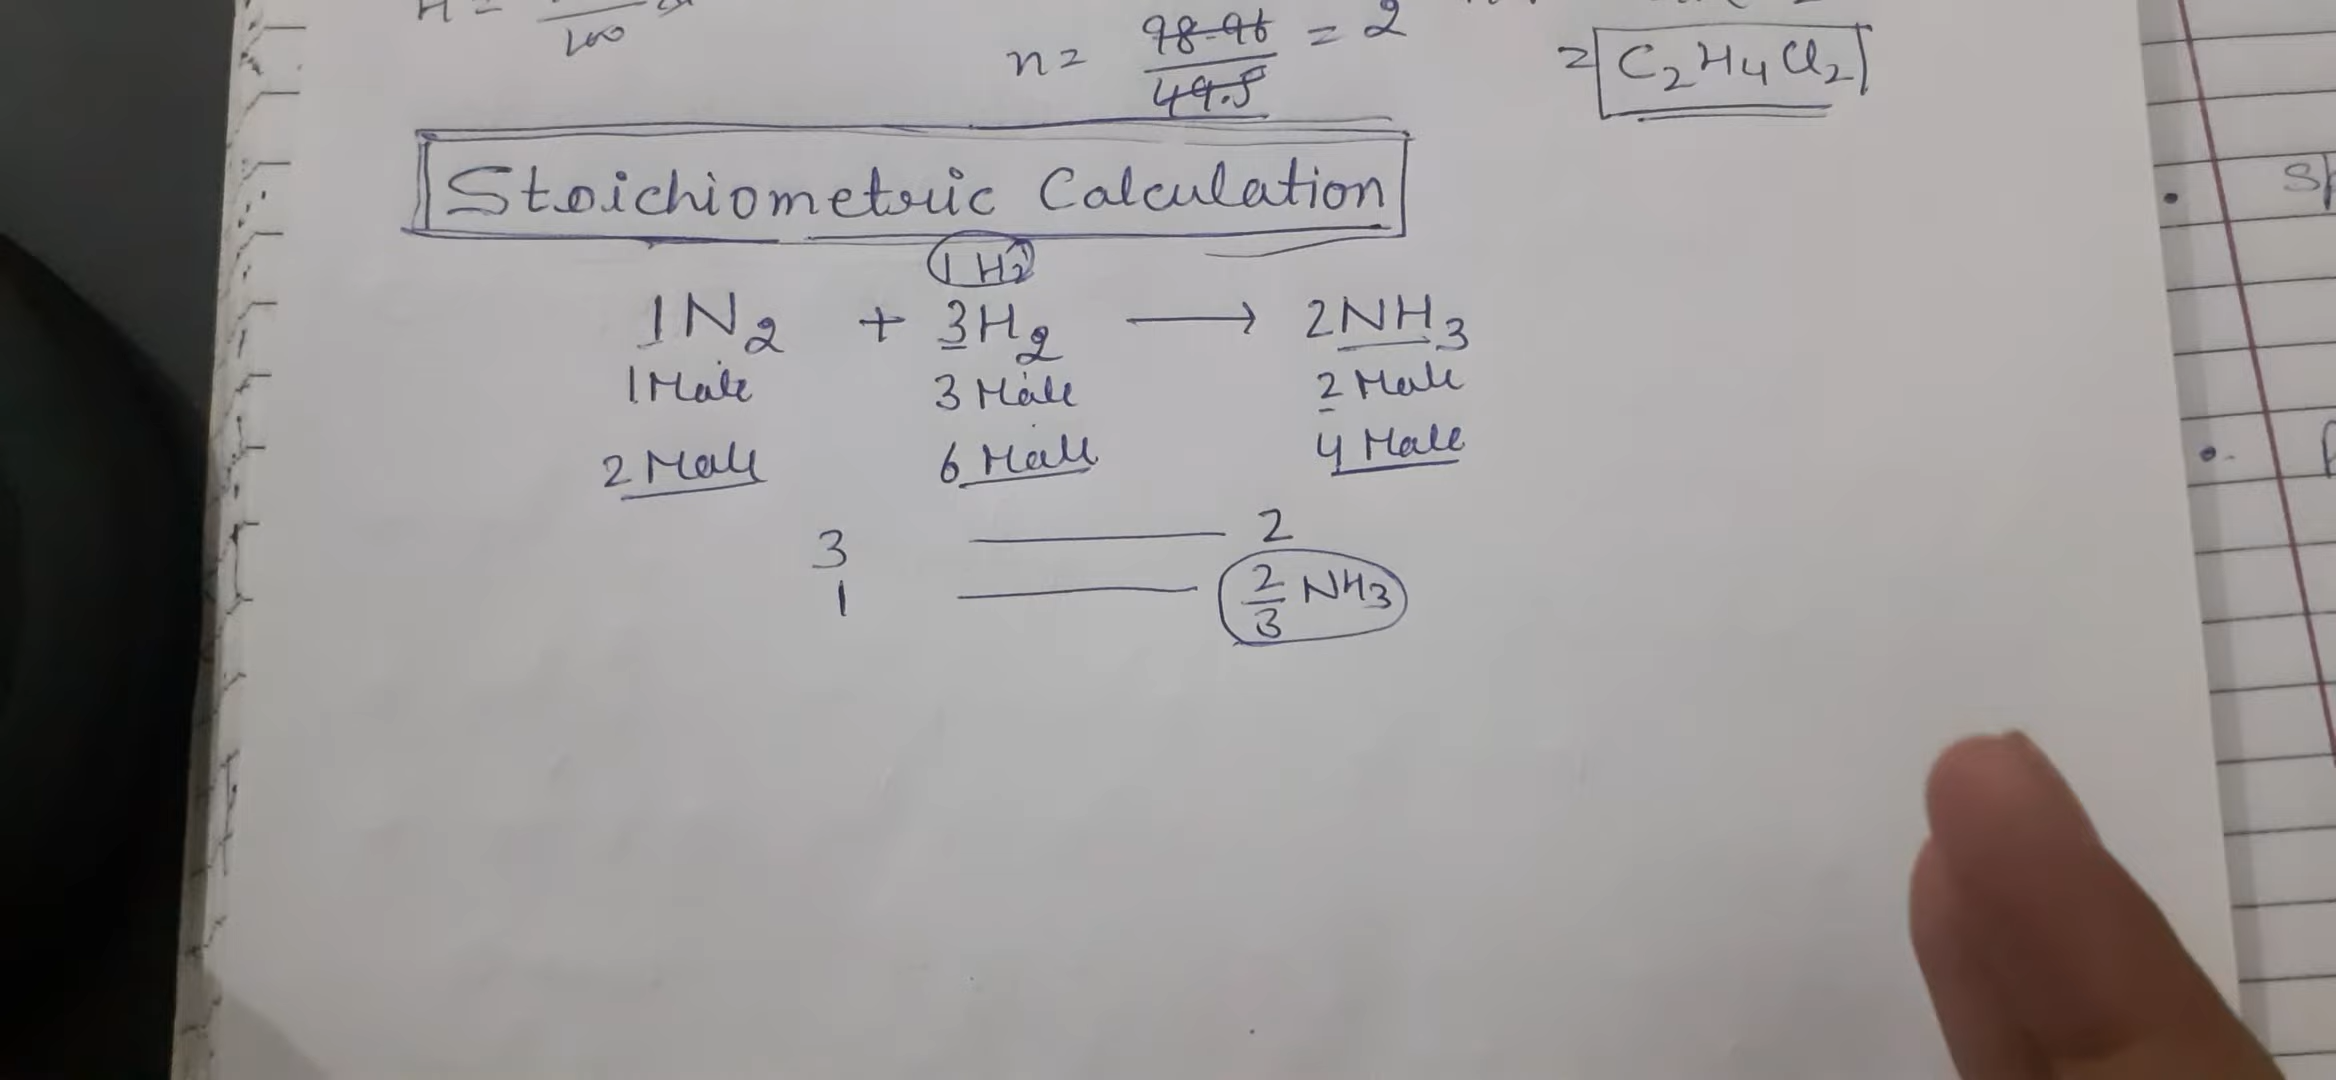 100
n = 98.96 / 49.5 = 2
= C2H4Cl2
Stoichiometric Calculation
1 H2
1N2 + 3H2 → 2NH3
1 Mole 3 Mole 2 Mole
2 Mole 6 Mole 4 Mole
3 — 2
1 — 2/3 NH3